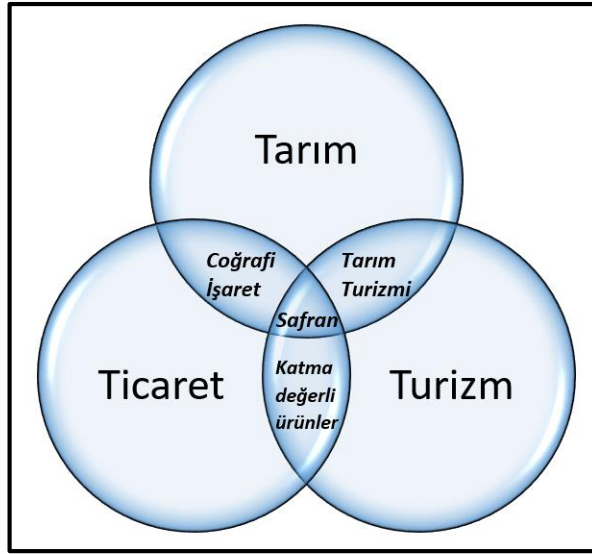 Tarım
Coğrafi
İşaret
Tarım
Turizmi
Safran
Ticaret
Katma
değerli
ürünler
Turizm